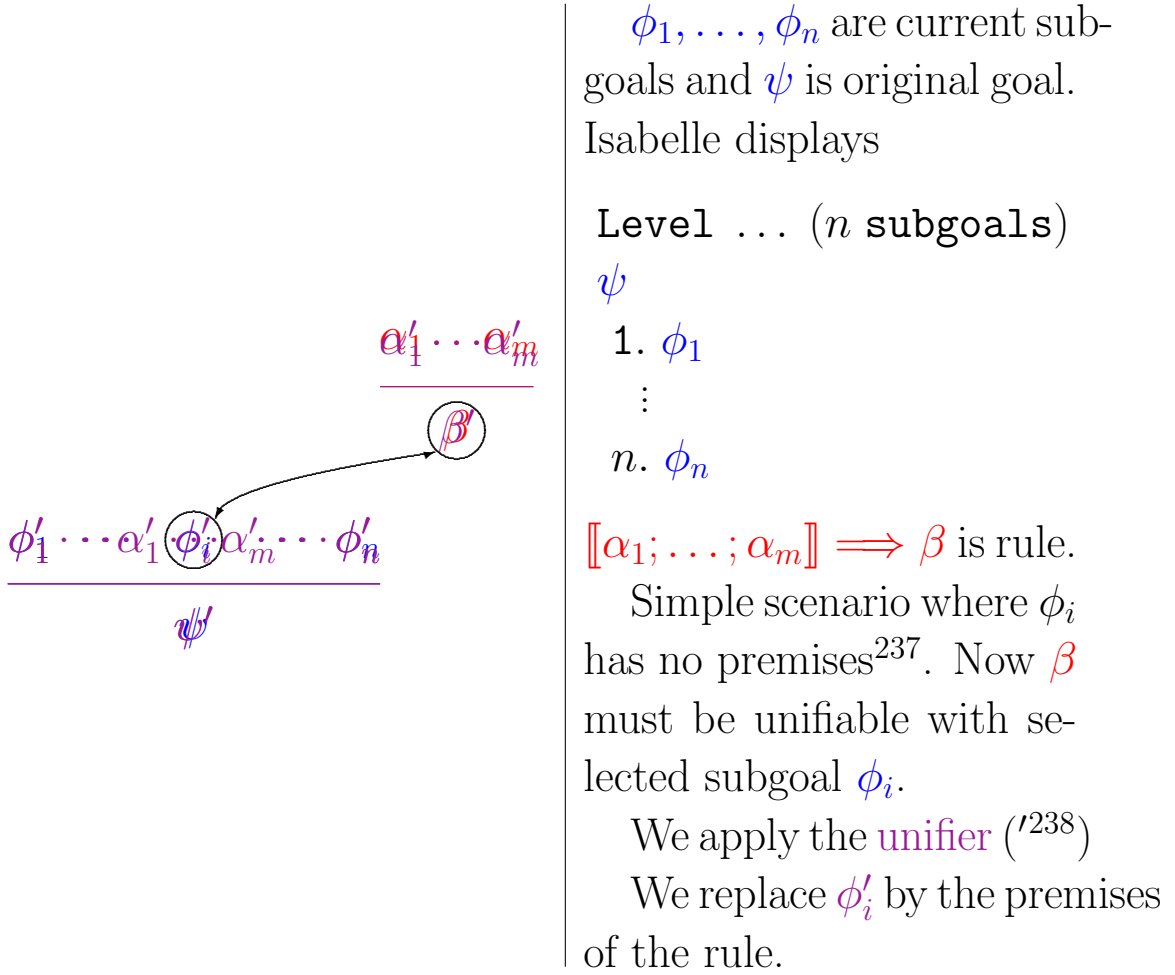 α′₁ ⋯ α′ₘ
β′
φ′₁ ⋯ α′₁ φ′ᵢ α′ₘ ⋯ φ′ₙ
ψ′
φ₁, . . . , φₙ are current sub-
goals and ψ is original goal.
Isabelle displays
Level . . . (n subgoals)
ψ
1. φ₁
⋮
n. φₙ
⟦α₁; . . . ; αₘ⟧ ⟹ β is rule.
Simple scenario where φᵢ
has no premises²³⁷. Now β
must be unifiable with se-
lected subgoal φᵢ.
We apply the unifier (′²³⁸)
We replace φ′ᵢ by the premises
of the rule.